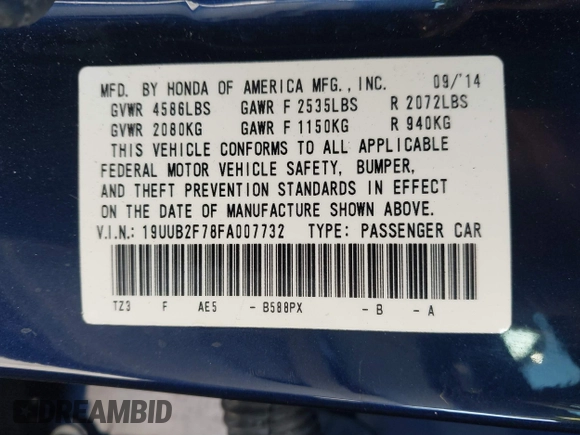 MFD. BY HONDA OF AMERICA MFG., INC. 09/'14
GVWR 4586LBS GAWR F 2535LBS R 2072LBS
GVWR 2080KG GAWR F 1150KG R 940KG
THIS VEHICLE CONFORMS TO ALL APPLICABLE
FEDERAL MOTOR VEHICLE SAFETY, BUMPER,
AND THEFT PREVENTION STANDARDS IN EFFECT
ON THE DATE OF MANUFACTURE SHOWN ABOVE.
V.I.N.: 19UUB2F78FA007732 TYPE: PASSENGER CAR
TZ3 F AE5 - B588PX - B - A
DREAMBID